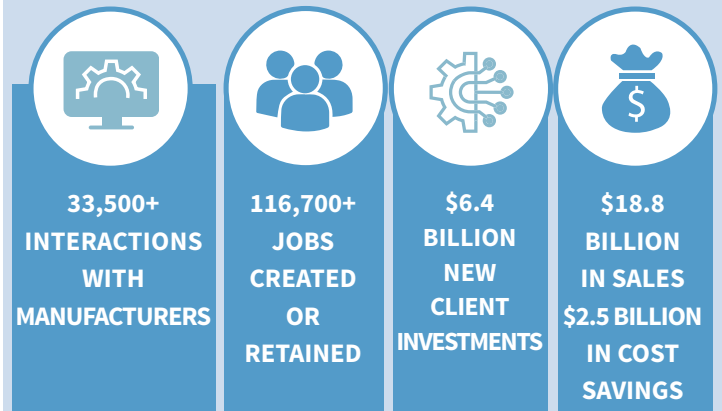 $
33,500+
INTERACTIONS
WITH
MANUFACTURERS
116,700+
JOBS
CREATED
OR
RETAINED
$6.4
BILLION
NEW
CLIENT
INVESTMENTS
$18.8
BILLION
IN SALES
$2.5 BILLION
IN COST
SAVINGS